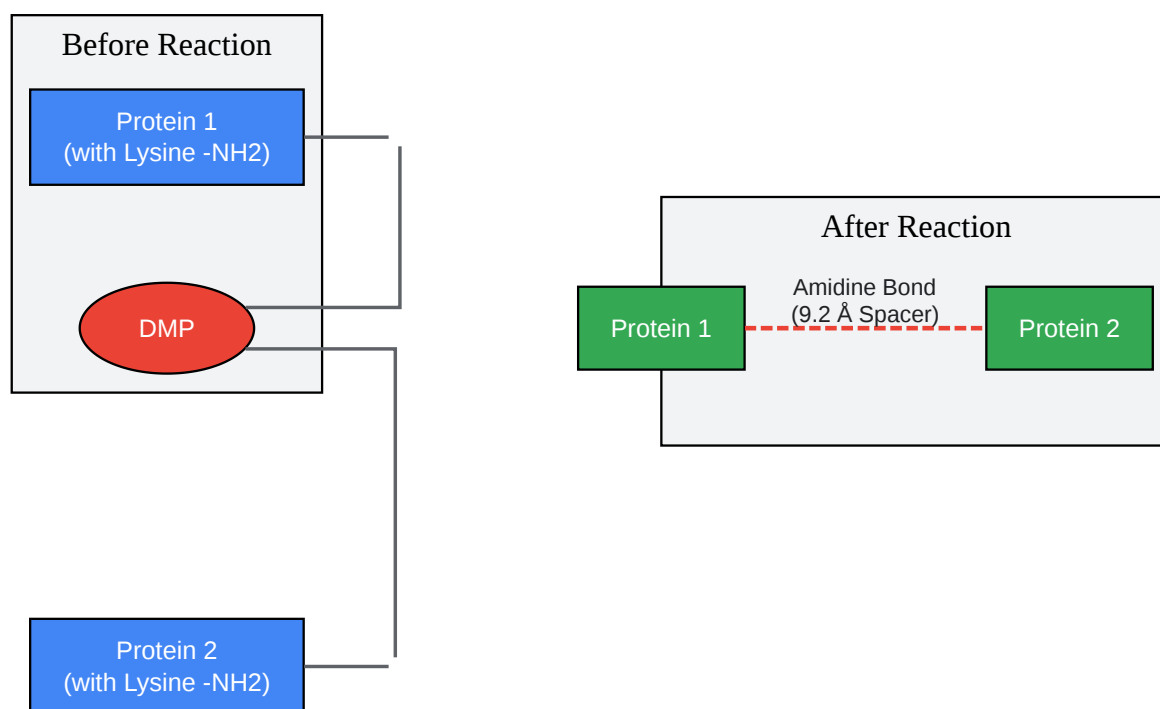 Before Reaction
Protein 1
(with Lysine -NH2)
DMP
Protein 2
(with Lysine -NH2)
After Reaction
Amidine Bond
(9.2 Å Spacer)
Protein 1
Protein 2